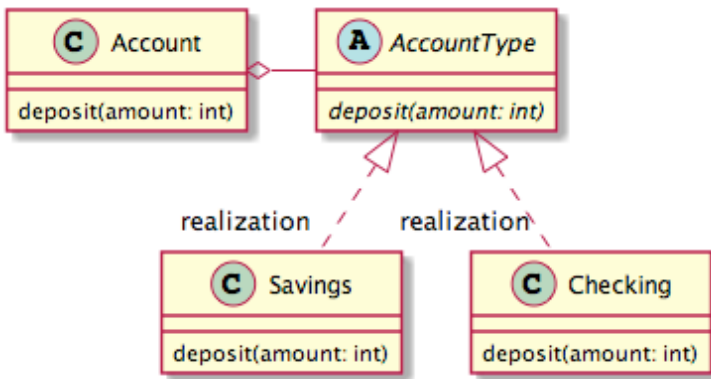 C Account
A AccountType
deposit(amount: int)
deposit(amount: int)
realization
realization
C Savings
C Checking
deposit(amount: int)
deposit(amount: int)